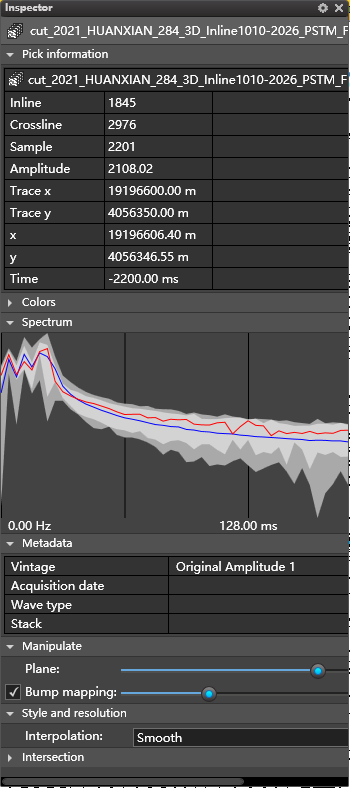 Inspector
cut_2021_HUANXIAN_284_3D_Inline1010-2026_PSTM_F
Pick information
cut_2021_HUANXIAN_284_3D_Inline1010-2026_PSTM_F
Inline 1845
Crossline 2976
Sample 2201
Amplitude 2108.02
Trace x 19196600.00 m
Trace y 4056350.00 m
x 19196606.40 m
y 4056346.55 m
Time -2200.00 ms
Colors
Spectrum
0.00 Hz 128.00 ms
Metadata
Vintage Original Amplitude 1
Acquisition date
Wave type
Stack
Manipulate
Plane:
Bump mapping:
Style and resolution
Interpolation: Smooth
Intersection